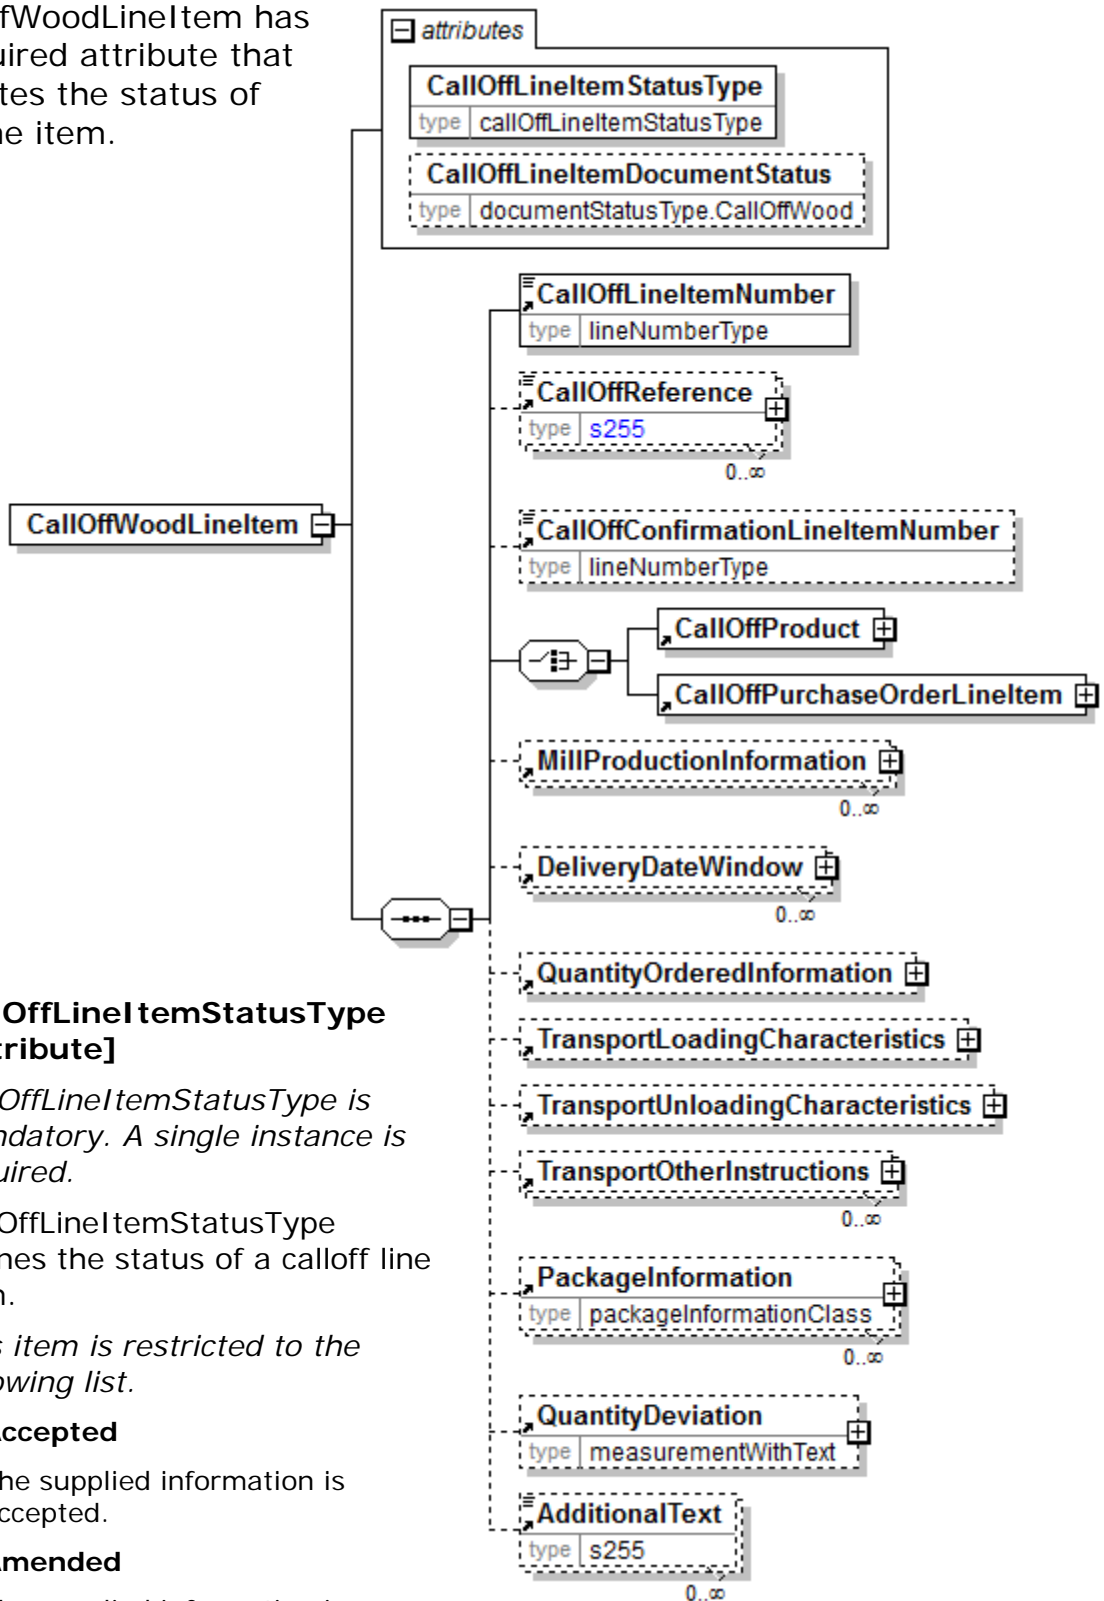 fWoodLineItem has
uired attribute that
tes the status of
ne item.
attributes
CallOffLineItemStatusType
type callOffLineItemStatusType
CallOffLineItemDocumentStatus
type documentStatusType.CallOffWood
CallOffLineItemNumber
type lineNumberType
CallOffReference
type s255
0..∞
CallOffWoodLineItem
CallOffConfirmationLineItemNumber
type lineNumberType
CallOffProduct
CallOffPurchaseOrderLineItem
MillProductionInformation
0..∞
DeliveryDateWindow
0..∞
QuantityOrderedInformation
TransportLoadingCharacteristics
TransportUnloadingCharacteristics
TransportOtherInstructions
0..∞
PackageInformation
type packageInformationClass
0..∞
QuantityDeviation
type measurementWithText
AdditionalText
type s255
0..∞
OffLineItemStatusType
tribute]
OffLineItemStatusType is
ndatory. A single instance is
uired.
OffLineItemStatusType
nes the status of a calloff line
n.
s item is restricted to the
owing list.
Accepted
he supplied information is
ccepted.
Amended